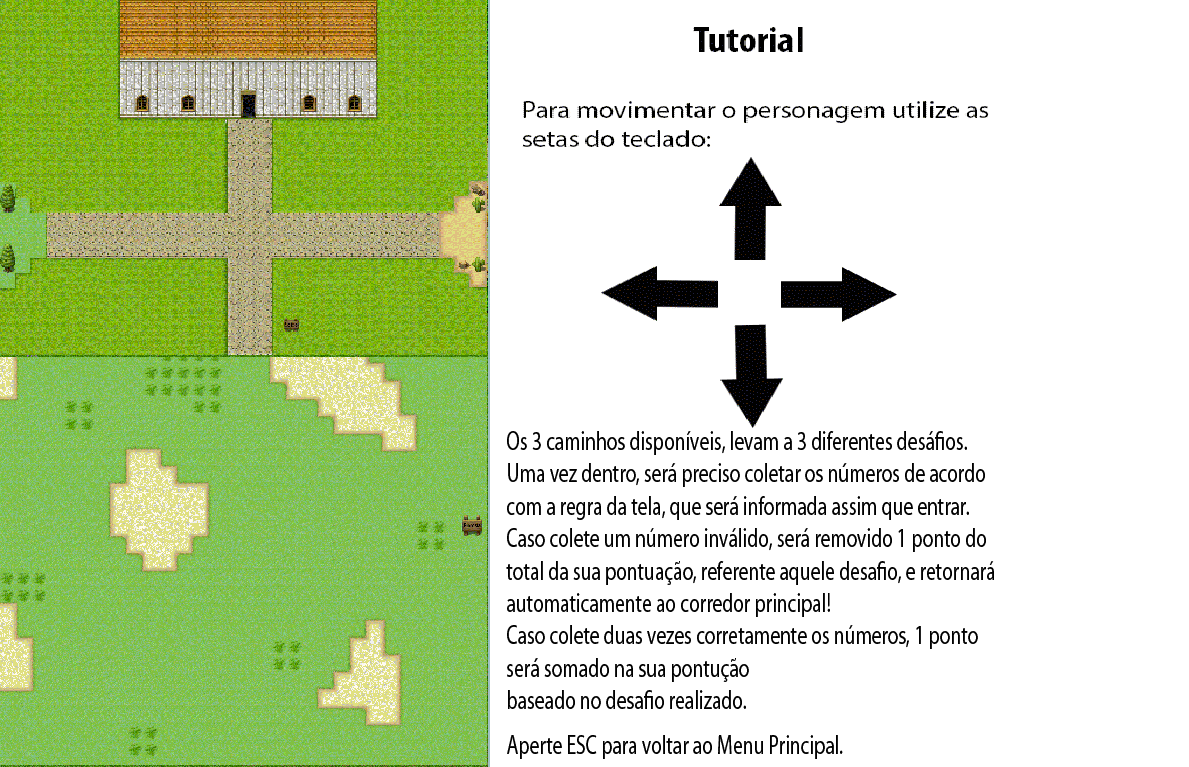 Tutorial
Para movimentar o personagem utilize as
setas do teclado:
Os 3 caminhos disponíveis, levam a 3 diferentes desáfios.
Uma vez dentro, será preciso coletar os números de acordo
com a regra da tela, que será informada assim que entrar.
Caso colete um número inválido, será removido 1 ponto do
total da sua pontuação, referente aquele desafio, e retornará
automaticamente ao corredor principal!
Caso colete duas vezes corretamente os números, 1 ponto
será somado na sua pontução
baseado no desafio realizado.
Aperte ESC para voltar ao Menu Principal.